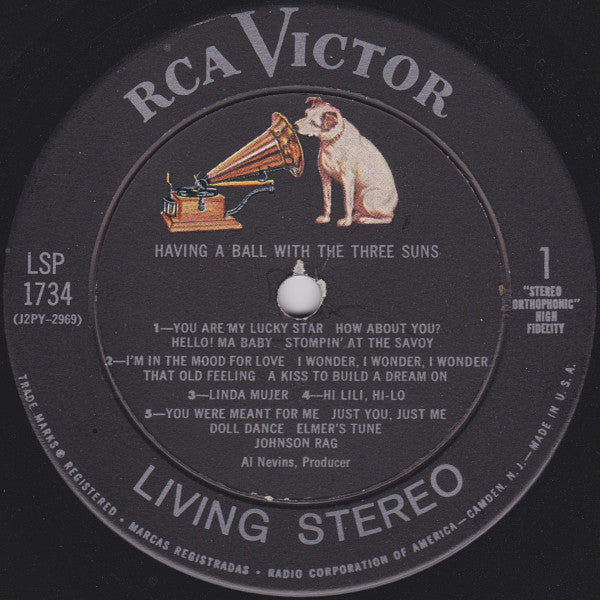 RCA VICTOR
HAVING A BALL WITH THE THREE SUNS
LSP
1734
(J2PY-2969)
1
"STEREO
ORTHOPHONIC"
HIGH
FIDELITY
1—YOU ARE MY LUCKY STAR HOW ABOUT YOU?
HELLO! MA BABY STOMPIN' AT THE SAVOY
2—I'M IN THE MOOD FOR LOVE I WONDER, I WONDER, I WONDER
THAT OLD FEELING A KISS TO BUILD A DREAM ON
3—LINDA MUJER 4—HI LILI, HI-LO
5—YOU WERE MEANT FOR ME JUST YOU, JUST ME
DOLL DANCE ELMER'S TUNE
JOHNSON RAG
Al Nevins, Producer
LIVING STEREO
TRADE MARKS ® REGISTERED • MARCAS REGISTRADAS • RADIO CORPORATION OF AMERICA—CAMDEN, N. J.—MADE IN U.S.A.